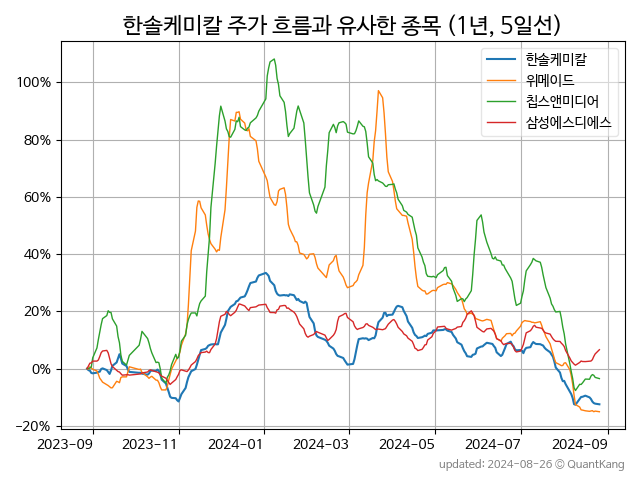 한솔케미칼 주가 흐름과 유사한 종목 (1년, 5일선)
한솔케미칼
위메이드
칩스앤미디어
삼성에스디에스
100%
80%
60%
40%
20%
0%
−20%
2023-09 2023-11 2024-01 2024-03 2024-05 2024-07 2024-09
updated: 2024-08-26 © QuantKang